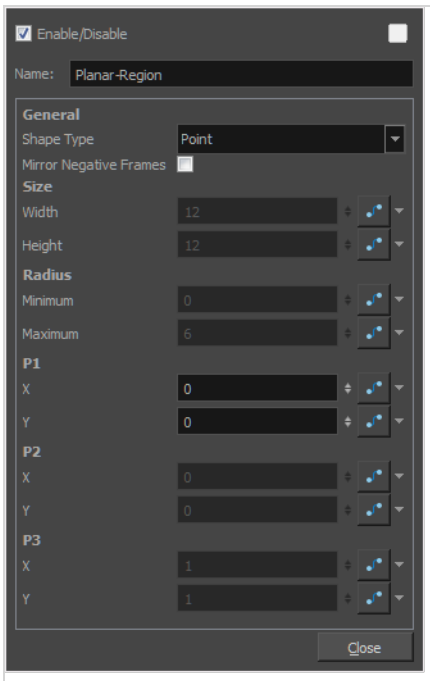 Enable/Disable
Name: Planar-Region
General
Shape Type Point
Mirror Negative Frames
Size
Width 12
Height 12
Radius
Minimum 0
Maximum 6
P1
X 0
Y 0
P2
X 0
Y 0
P3
X 1
Y 1
Close